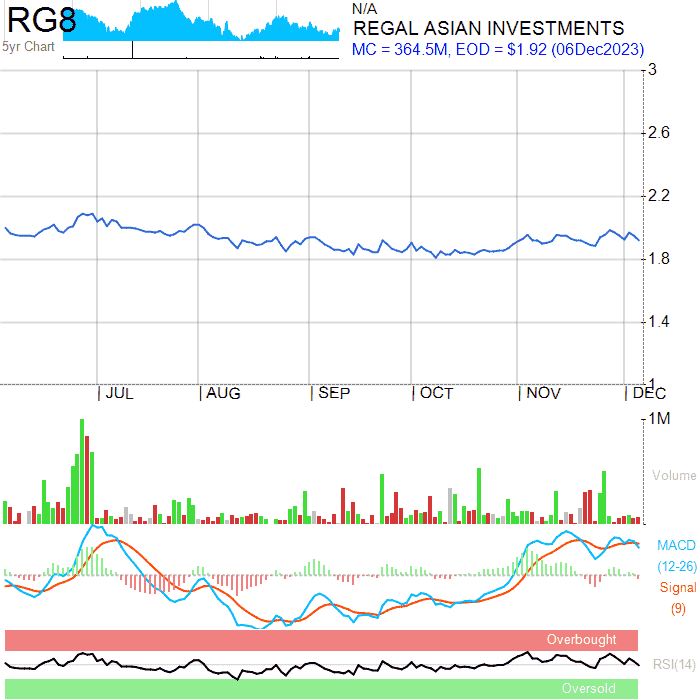 RG8
5yr Chart
N/A
REGAL ASIAN INVESTMENTS
MC = 364.5M, EOD = $1.92 (06Dec2023)
3
2.6
2.2
1.8
1.4
1
JUL AUG SEP OCT NOV DEC
1M
Volume
MACD
(12-26)
Signal
(9)
Overbought
RSI(14)
Oversold